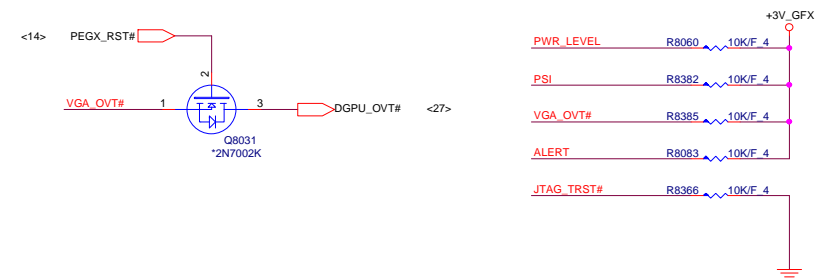 +3V_GFX
<14> PEGX_RST#
PWR_LEVEL R8060 10K/F_4
2
PSI R8382 10K/F_4
VGA_OVT# 1 3 DGPU_OVT# <27>
VGA_OVT# R8385 10K/F_4
Q8031
*2N7002K
ALERT R8083 10K/F_4
JTAG_TRST# R8366 10K/F_4